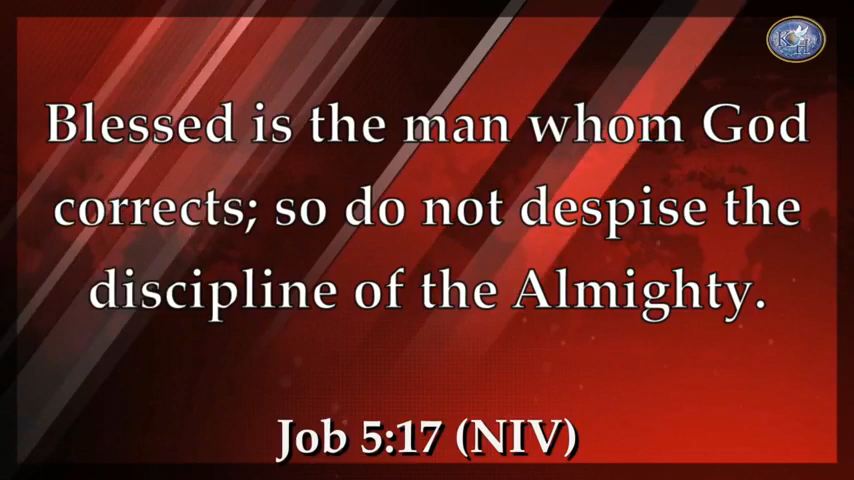 Blessed is the man whom God
corrects; so do not despise the
discipline of the Almighty.
Job 5:17 (NIV)